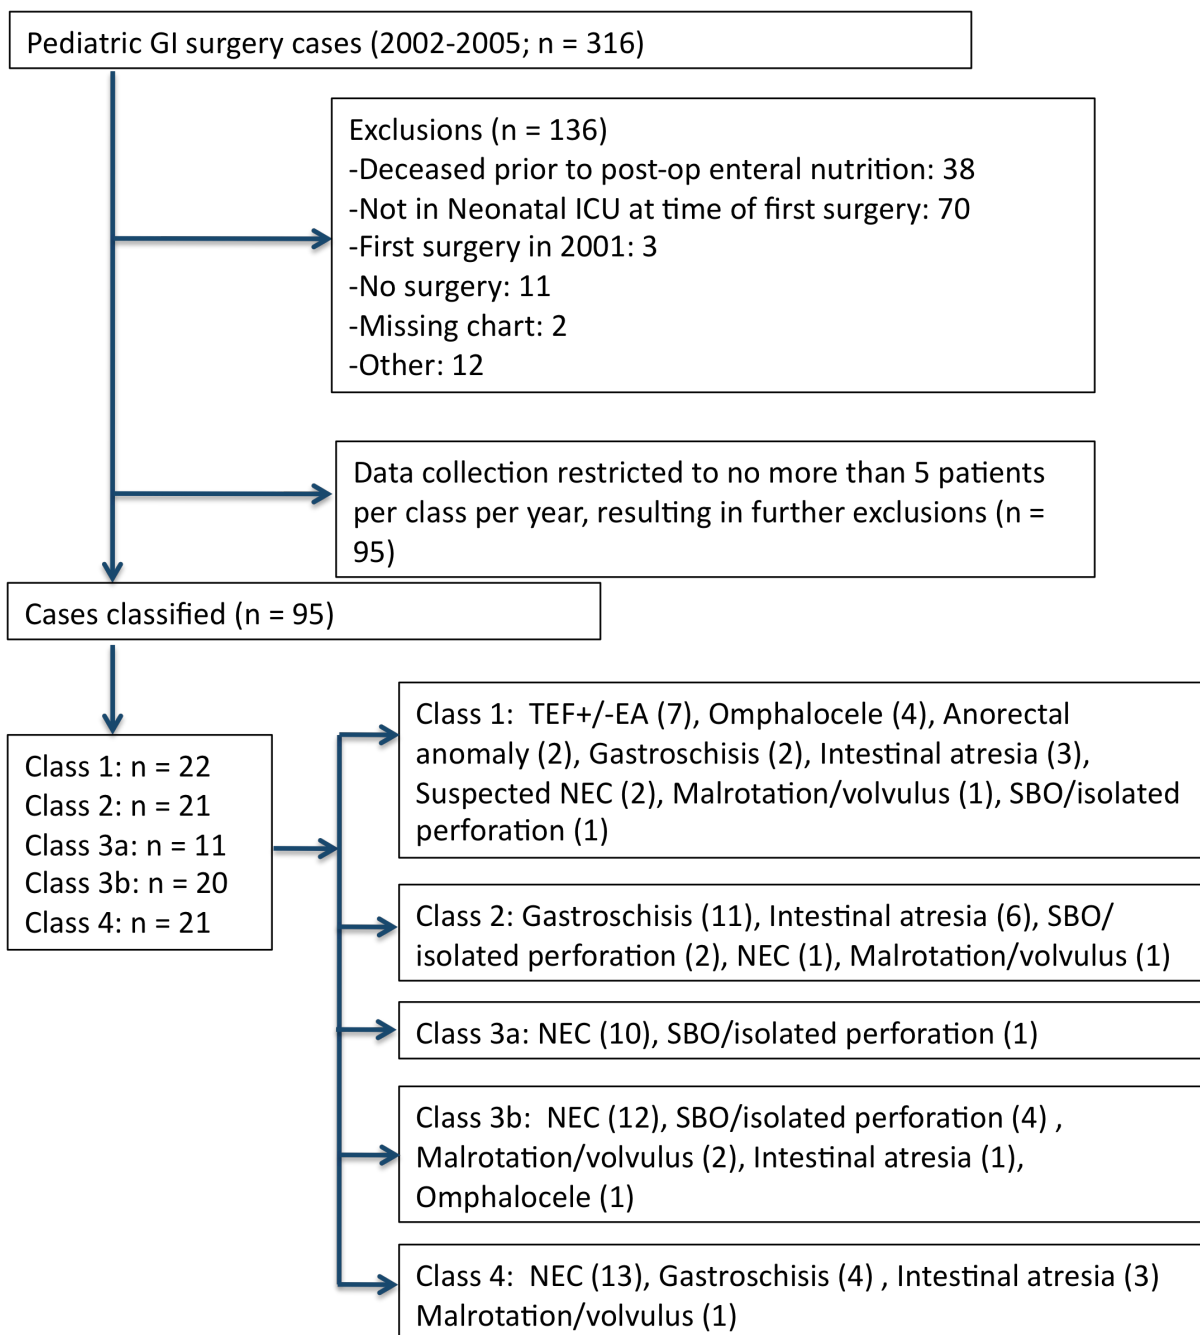 Pediatric GI surgery cases (2002-2005; n = 316)
Exclusions (n = 136)
-Deceased prior to post-op enteral nutrition: 38
-Not in Neonatal ICU at time of first surgery: 70
-First surgery in 2001: 3
-No surgery: 11
-Missing chart: 2
-Other: 12
Data collection restricted to no more than 5 patients
per class per year, resulting in further exclusions (n =
95)
Cases classified (n = 95)
Class 1: n = 22
Class 2: n = 21
Class 3a: n = 11
Class 3b: n = 20
Class 4: n = 21
Class 1:  TEF+/-EA (7), Omphalocele (4), Anorectal
anomaly (2), Gastroschisis (2), Intestinal atresia (3),
Suspected NEC (2), Malrotation/volvulus (1), SBO/isolated
perforation (1)
Class 2: Gastroschisis (11), Intestinal atresia (6), SBO/
isolated perforation (2), NEC (1), Malrotation/volvulus (1)
Class 3a: NEC (10), SBO/isolated perforation (1)
Class 3b:  NEC (12), SBO/isolated perforation (4) ,
Malrotation/volvulus (2), Intestinal atresia (1),
Omphalocele (1)
Class 4:  NEC (13), Gastroschisis (4) , Intestinal atresia (3)
Malrotation/volvulus (1)